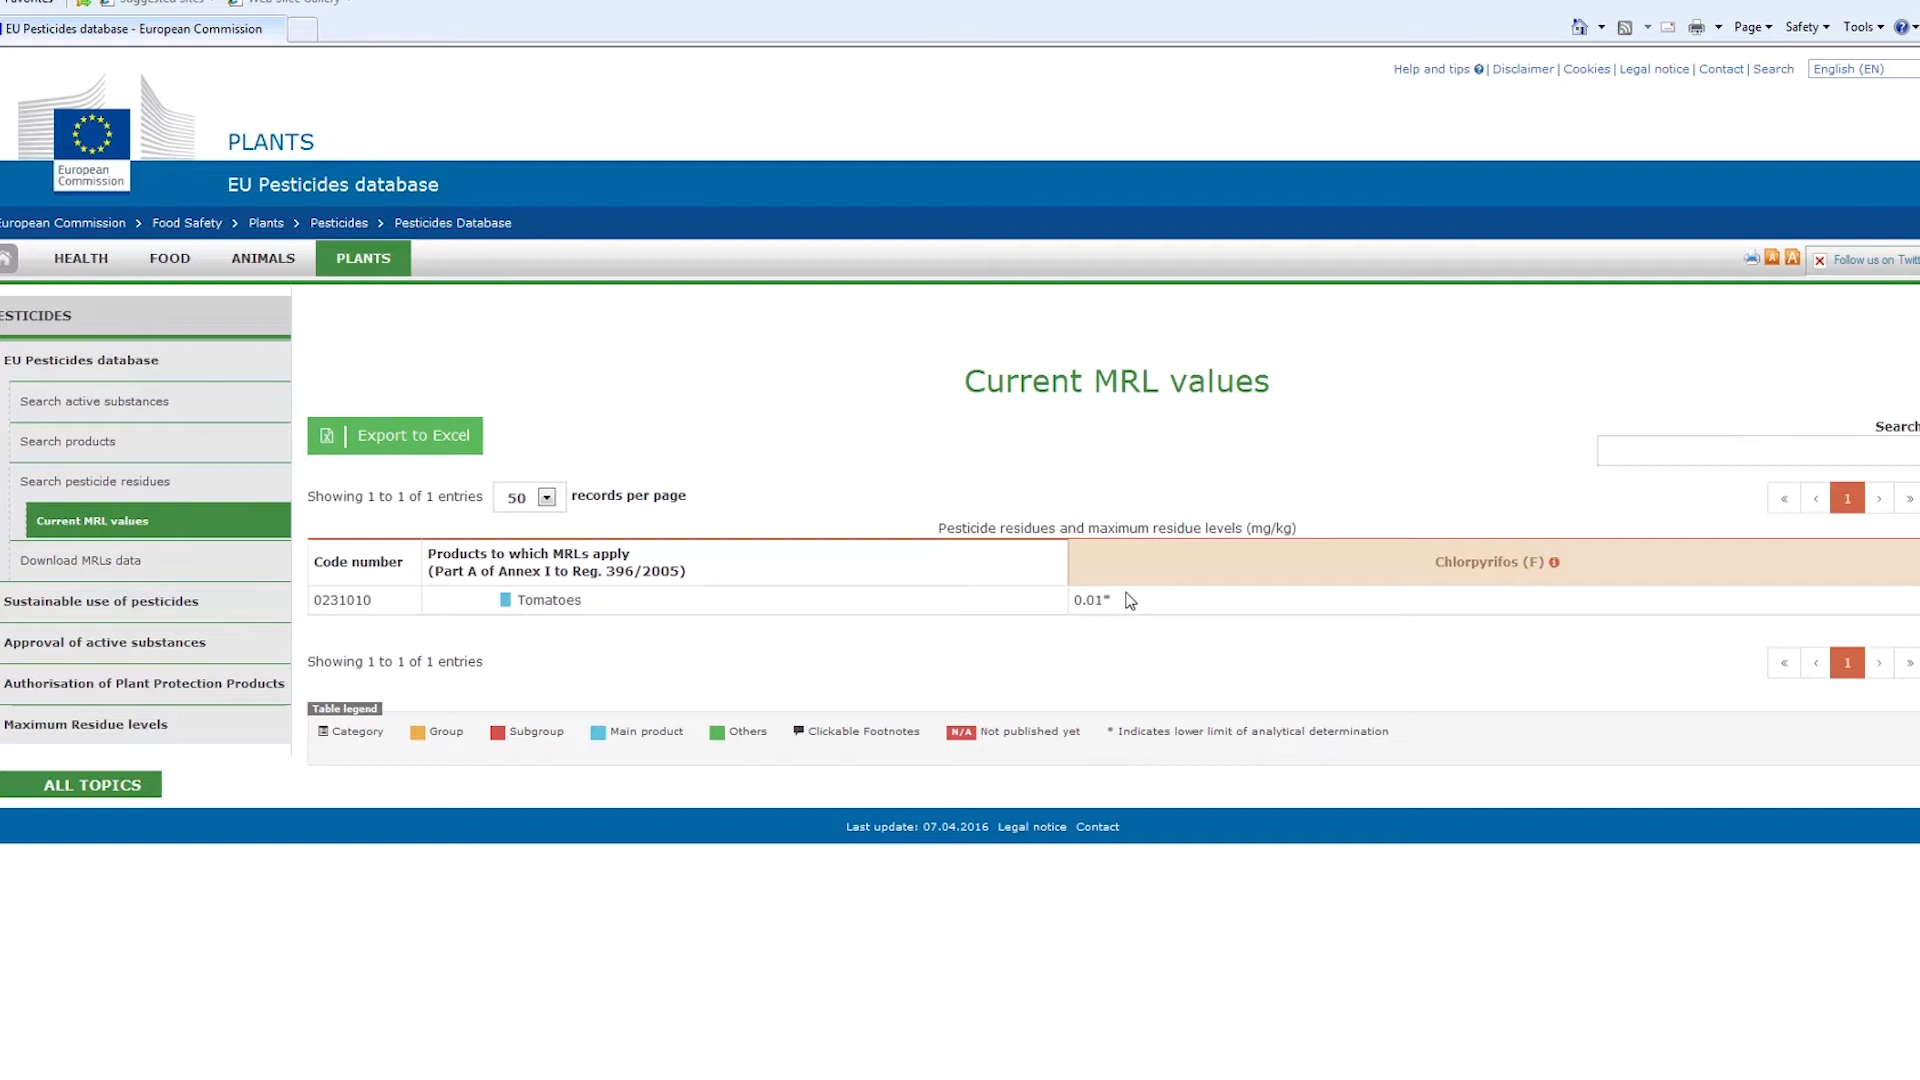 EU Pesticides database - European Commission
Page Safety Tools
Help and tips | Disclaimer | Cookies | Legal notice | Contact | Search English (EN)
PLANTS
European
Commission
EU Pesticides database
European Commission > Food Safety > Plants > Pesticides > Pesticides Database
HEALTH FOOD ANIMALS PLANTS
Follow us on Twitt
ESTICIDES
EU Pesticides database
Search active substances
Search products
Search pesticide residues
Current MRL values
Download MRLs data
Sustainable use of pesticides
Approval of active substances
Authorisation of Plant Protection Products
Maximum Residue levels
ALL TOPICS
Current MRL values
Export to Excel
Search
Showing 1 to 1 of 1 entries 50 records per page
« ‹ 1 › »
Pesticide residues and maximum residue levels (mg/kg)
Code number
Products to which MRLs apply
(Part A of Annex I to Reg. 396/2005)
Chlorpyrifos (F)
0231010 Tomatoes 0.01*
Showing 1 to 1 of 1 entries
« ‹ 1 › »
Table legend
Category Group Subgroup Main product Others Clickable Footnotes N/A Not published yet * Indicates lower limit of analytical determination
Last update: 07.04.2016 Legal notice Contact